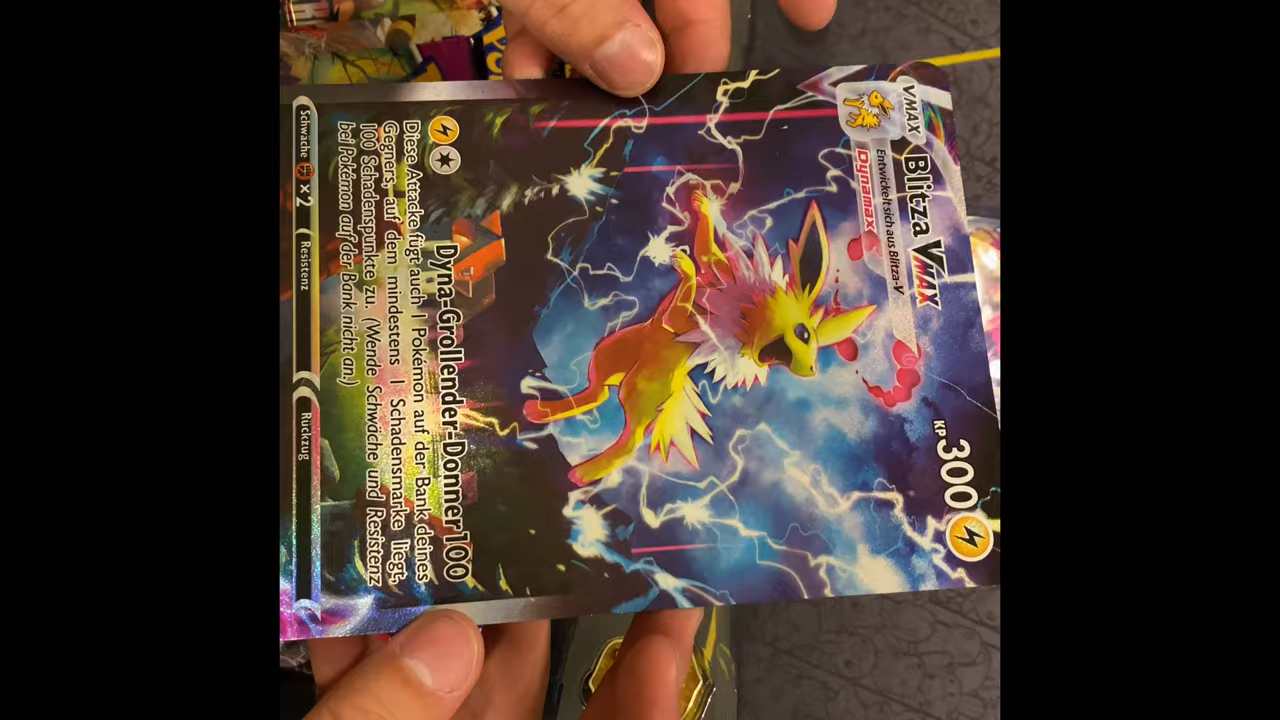 VMAX
Blitza VMAX
KP 300
Entwickelt sich aus Blitza-V
Dynamax
Dyna-Grollender-Donner 100
Diese Attacke fügt auch 1 Pokémon auf der Bank deines
Gegners, auf dem mindestens 1 Schadensmarke liegt,
100 Schadenspunkte zu. (Wende Schwäche und Resistenz
bei Pokémon auf der Bank nicht an.)
Schwäche ×2
Resistenz
Rückzug